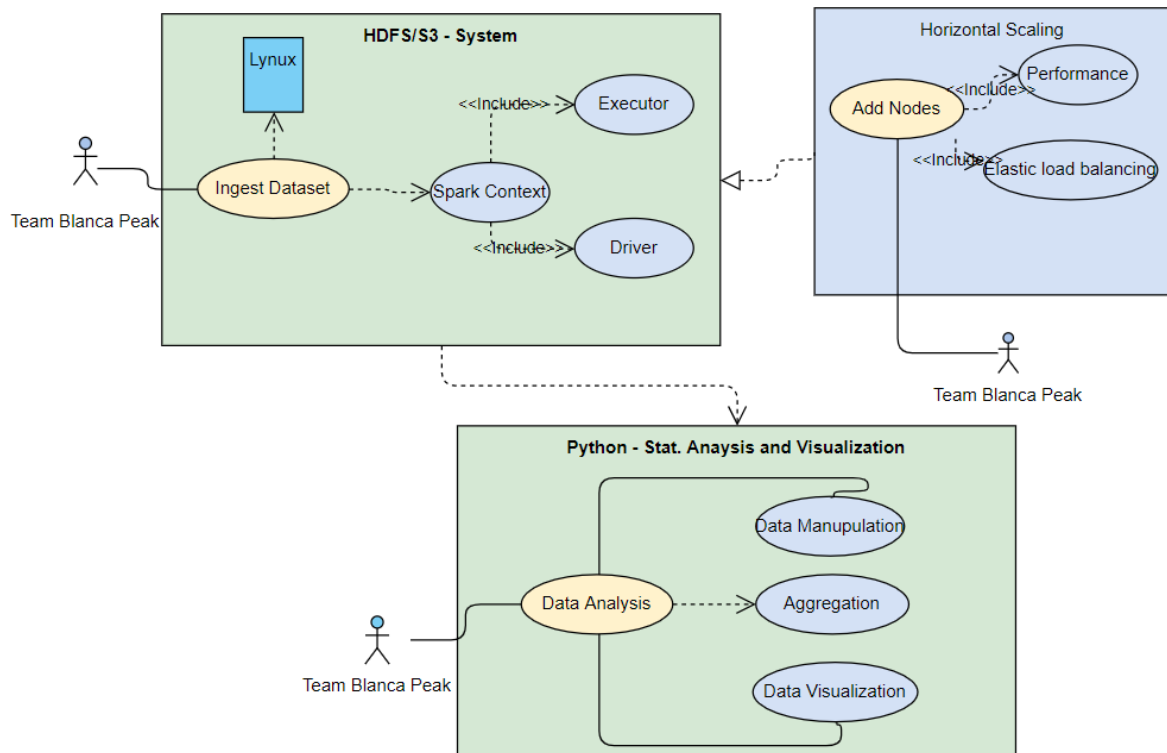 HDFS/S3 - System
Lynux
<<Include>>
Executor
Ingest Dataset
Spark Context
<<Include>>
Driver
Team Blanca Peak
Horizontal Scaling
Performance
<<Include>>
Add Nodes
<<Include>>
Elastic load balancing
Team Blanca Peak
Python - Stat. Anaysis and Visualization
Data Manupulation
Data Analysis
Aggregation
Data Visualization
Team Blanca Peak